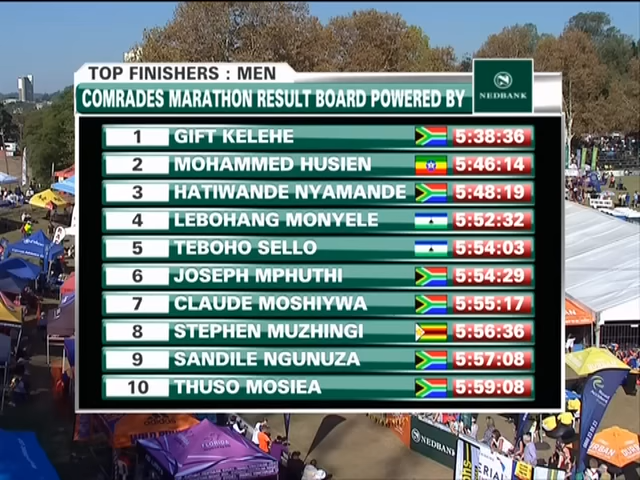 TOP FINISHERS : MEN
COMRADES MARATHON RESULT BOARD POWERED BY
NEDBANK
1 GIFT KELEHE 5:38:36
2 MOHAMMED HUSIEN 5:46:14
3 HATIWANDE NYAMANDE 5:48:19
4 LEBOHANG MONYELE 5:52:32
5 TEBOHO SELLO 5:54:03
6 JOSEPH MPHUTHI 5:54:29
7 CLAUDE MOSHIYWA 5:55:17
8 STEPHEN MUZHINGI 5:56:36
9 SANDILE NGUNUZA 5:57:08
10 THUSO MOSIEA 5:59:08
adidas
FLORIDA
NEDBANK
URBAN